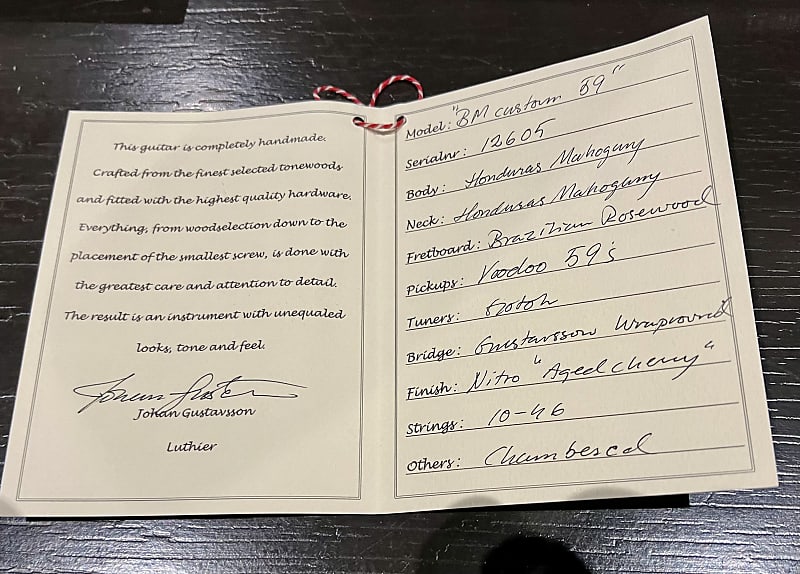 This guitar is completely handmade.
Crafted from the finest selected tonewoods
and fitted with the highest quality hardware.
Everything, from woodselection down to the
placement of the smallest screw, is done with
the greatest care and attention to detail.
The result is an instrument with unequaled
looks, tone and feel.
Johan Gustavsson
Luthier
Model: "BM custom 59"
Serialnr: 12605
Body: Honduras Mahogany
Neck: Honduras Mahogany
Fretboard: Brazilian Rosewood
Pickups: Voodoo 59's
Tuners: Gotoh
Bridge: Gustavsson Wraparound
Finish: Nitro "Aged cherry"
Strings: 10-46
Others: Chambered